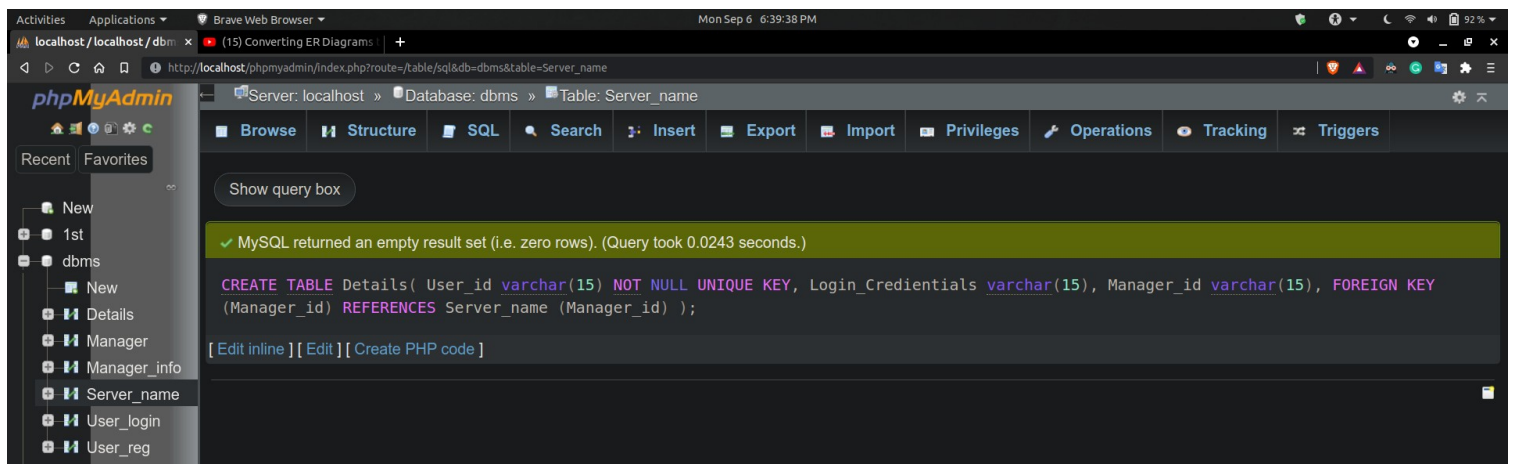 Activities Applications Brave Web Browser Mon Sep 6 6:39:38 PM 92 %
localhost / localhost / dbm × (15) Converting ER Diagrams t +
http://localhost/phpmyadmin/index.php?route=/table/sql&db=dbms&table=Server_name
phpMyAdmin
Server: localhost » Database: dbms » Table: Server_name
Browse Structure SQL Search Insert Export Import Privileges Operations Tracking Triggers
Recent Favorites
Show query box
New
1st
dbms
New
Details
Manager
Manager_info
Server_name
User_login
User_reg
MySQL returned an empty result set (i.e. zero rows). (Query took 0.0243 seconds.)
CREATE TABLE Details( User_id varchar(15) NOT NULL UNIQUE KEY, Login_Credientials varchar(15), Manager_id varchar(15), FOREIGN KEY
(Manager_id) REFERENCES Server_name (Manager_id) );
[ Edit inline ] [ Edit ] [ Create PHP code ]